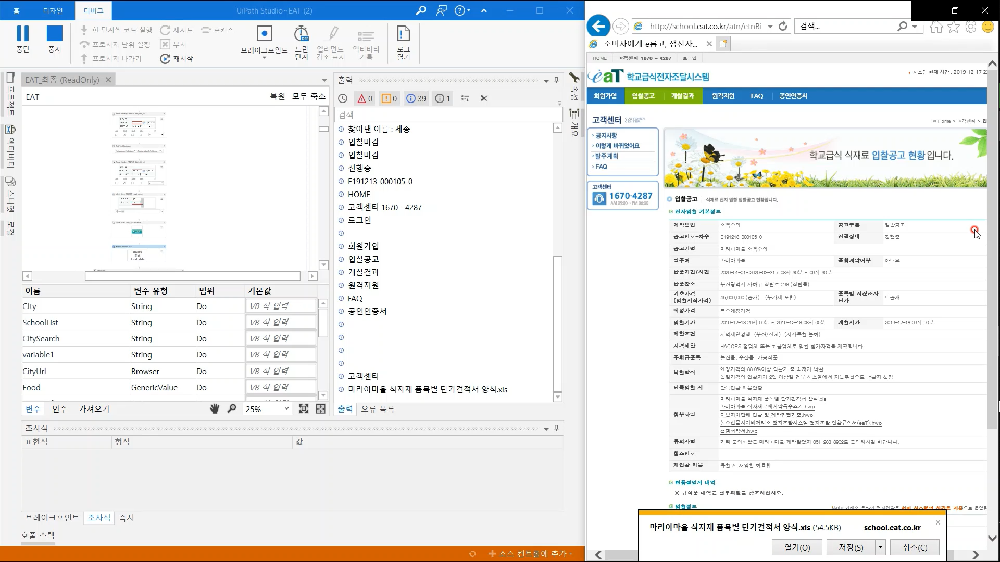 홈
디자인
디버그
UiPath Studio~EAT (2)
중단
중지
한 단계씩 코드 실행
프로시저 단위 실행
프로시저 나가기
재시도
무시
재시작
포커스
브레이크포인트
느린 단계
엘리먼트 강조 표시
액티비티 기록
로그 열기
프로젝트
액티비티
스니펫
로컬
EAT_최종 (ReadOnly)
EAT
복원
모두 축소
Image Not Available
이름
변수 유형
범위
기본값
CIty
String
Do
VB 식 입력
SchoolList
String
Do
VB 식 입력
CItySearch
String
Do
VB 식 입력
variable1
String
Do
VB 식 입력
CityUrl
Browser
Do
VB 식 입력
Food
GenericValue
Do
VB 식 입력
변수
인수
가져오기
25%
출력
0
0
39
1
검색
찾아낸 이름 : 세종
입찰마감
입찰마감
진행중
E191213-000105-0
HOME
고객센터 1670 - 4287
로그인
회원가입
입찰공고
개찰결과
원격지원
FAQ
공인인증서
고객센터
마리아마을 식자재 품목별 단가견적서 양식.xls
출력
오류 목록
속성
개요
조사식
표현식
형식
값
브레이크포인트
조사식
즉시
호출 스택
소스 컨트롤에 추가
http://school.eat.co.kr/atn/etnBi
검색...
소비자에게 e롭고, 생산자...
HOME
고객센터 1670 - 4287
로그인
eaT 학교급식전자조달시스템
시스템 현재 시간 : 2019-12-17 2
회원가입
입찰공고
개찰결과
원격지원
FAQ
공인인증서
고객센터 CUSTOMER CENTER
Home > 고객센터 > 입
공지사항
이렇게 바뀌었어요
발주계획
FAQ
고객센터
1670·4287
AM 09:00 ~ PM 06:00
학교급식 식재료 입찰공고 현황입니다.
입찰공고 식재료 전자 입찰 입찰공고 현황입니다.
전자입찰 기본정보
계약방법 소액수의 공고구분 일반공고
공고번호-차수 E191213-000105-0 진행상태 진행중
공고건명 마리아마을 소액수의
발주처 마리아마을 종합계약여부 아니오
납품기간/시간 2020-01-01~2020-03-31 / 08시 30분 ~ 09시 30분
납품장소 부산광역시 사하구 장림로 298 (장림동)
기초가격
(입찰시작가격) 45,000,000 (공개) (부가세 포함) 품목별 시장조사 단가 비공개
예정가격 복수예정가격
입찰기간 2019-12-13 20시 00분 ~ 2019-12-18 08시 00분 개찰시간 2019-12-18 09시 00분
제한조건 지역제한경쟁 (부산/전체) (지사투찰 불허)
자격제한 HACCP지정업체 또는 취급업체로 입찰 참가자격을 제한합니다.
주취급품목 농산물, 수산물, 가공식품
낙찰방식 예정가격의 88.0%이상 입찰가 중 최저가 낙찰
동일가격의 입찰자가 2인 이상일 경우 시스템에서 자동추첨으로 낙찰자 선정
단독입찰 시 단독입찰 허용안함
첨부파일
마리아마을 식자재 품목별 단가견적서 양식.xls
마리아마을 식자재구매계약특수조건.hwp
지방자치단체 입찰 및 계약집행기준.hwp
농수산물사이버거래소 전자조달시스템 전자조달 입찰유의서(eaT).hwp
청렴서약서.hwp
유의사항 기타 문의사항은 마리아마을 계약담당자 051-263-3902로 문의하시길 바랍니다.
참조번호
재입찰 허용 유찰 시 재입찰 허용함
현품설명서 내역
※ 급식품 내역은 첨부파일을 참조하십시오.
입찰정보
사이버거래소 온라인 전자입찰은 서버 시스템의 시간을 기준으로 운영됨
마리아마을 식자재 품목별 단가견적서 양식.xls (54.5KB)
school.eat.co.kr
열기(O)
저장(S)
취소(C)